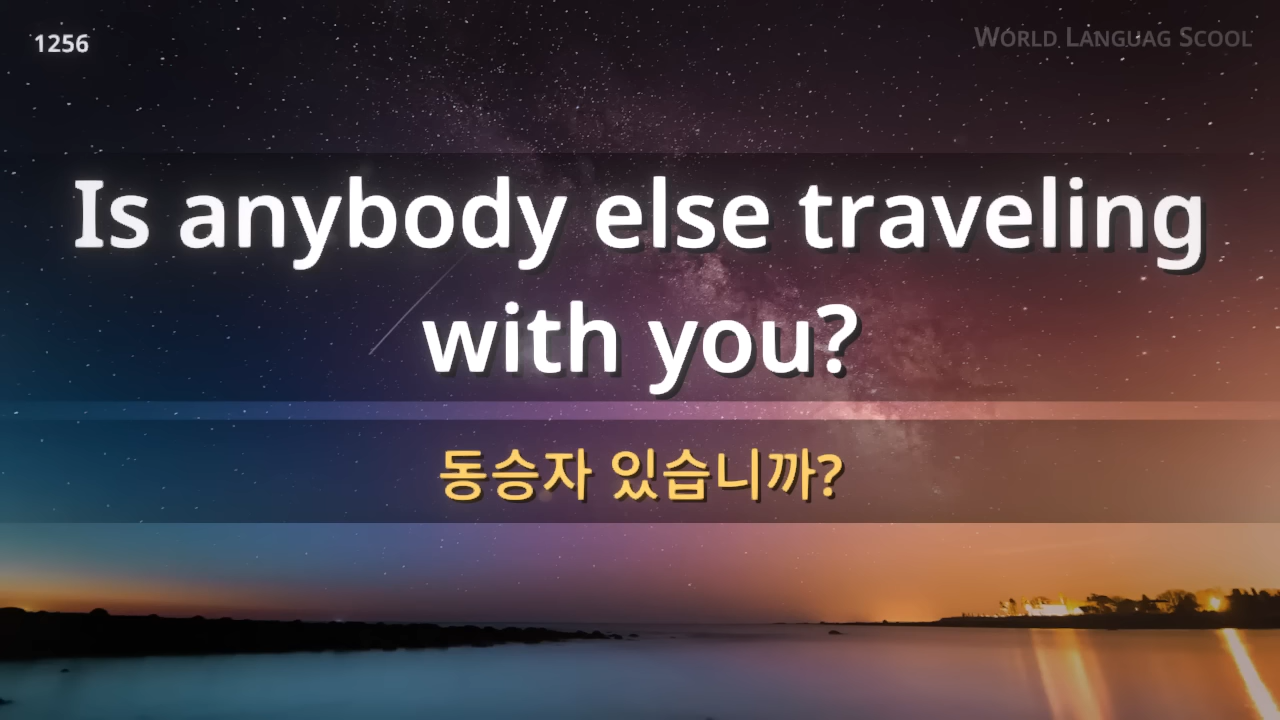 1256
World Languag Scool
Is anybody else traveling
with you?
동승자 있습니까?